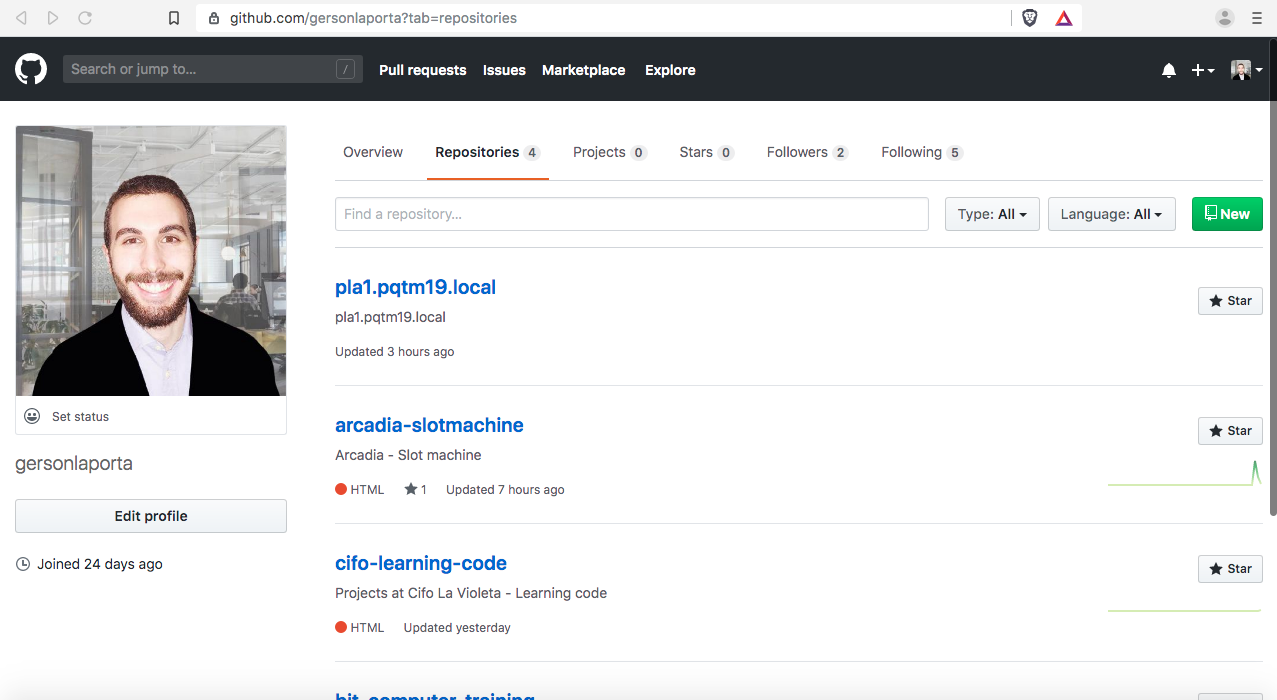 github.com/gersonlaporta?tab=repositories
Search or jump to... /
Pull requests Issues Marketplace Explore
Overview Repositories 4 Projects 0 Stars 0 Followers 2 Following 5
Find a repository... Type: All Language: All New
pla1.pqtm19.local
Star
pla1.pqtm19.local
Updated 3 hours ago
Set status
gersonlaporta
Edit profile
Joined 24 days ago
arcadia-slotmachine
Star
Arcadia - Slot machine
HTML 1 Updated 7 hours ago
cifo-learning-code
Star
Projects at Cifo La Violeta - Learning code
HTML Updated yesterday